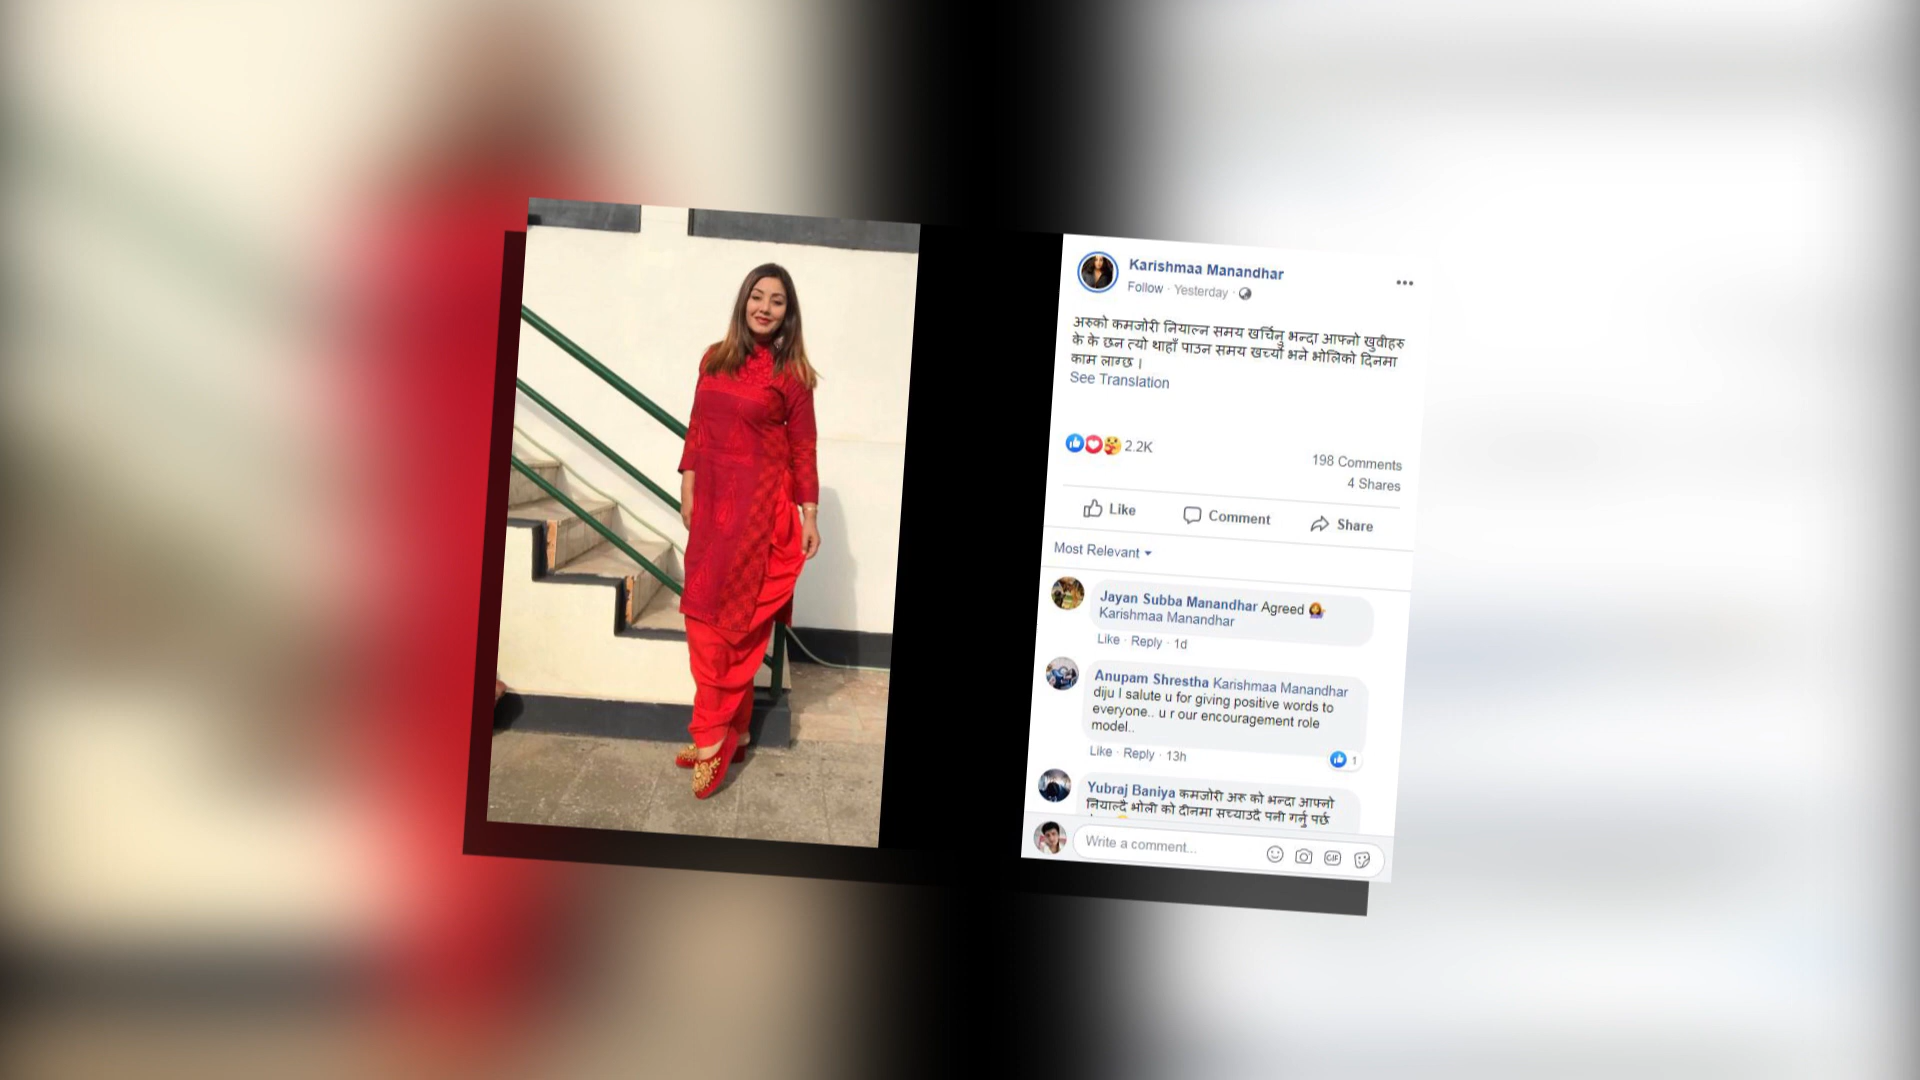 Karishmaa Manandhar
Follow · Yesterday ·
अरुको कमजोरी नियाल्न समय खर्चिनु भन्दा आफ्नो खुवीहरु
के के छन त्यो थाहाँ पाउन समय खर्च्यौ भने भोलिको दिनमा
काम लाग्छ ।
See Translation
2.2K
198 Comments
4 Shares
Like Comment Share
Most Relevant
Jayan Subba Manandhar Agreed
Karishmaa Manandhar
Like · Reply · 1d
Anupam Shrestha Karishmaa Manandhar
diju I salute u for giving positive words to
everyone.. u r our encouragement role
model..
Like · Reply · 13h
1
Yubraj Baniya कमजोरी अरू को भन्दा आफ्नो
नियाल्दै भोली को दीनमा सच्याउदै पनी गर्नु पर्छ
Write a comment...
GIF